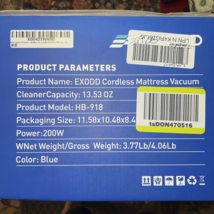 PRODUCT PARAMETERS
Product Name: EXODD Cordless Mattress Vacuum
CleanerCapacity: 13.53 OZ
Product Model: HB-918
Packaging Size: 11.58x10.48x8.4
Power:200W
1sDON470516
WNet Weight/Gross Weight: 3.77Lb/4.06Lb
Color: Blue